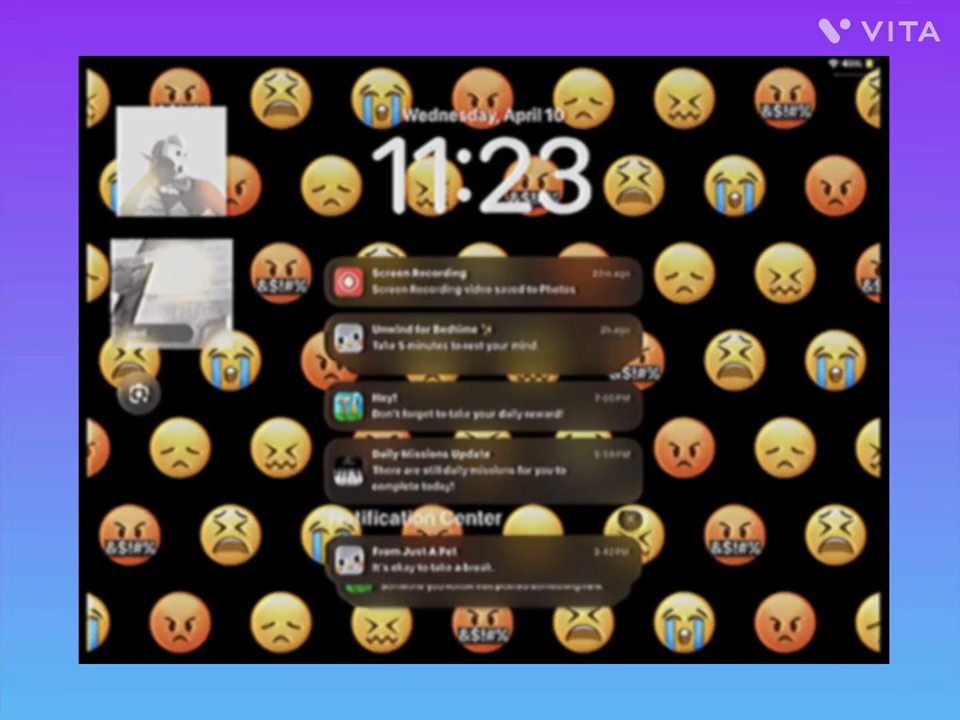 VITA
Wednesday, April 10
11:23
Screen Recording
Screen Recording video saved to Photos
Unwind for Bedtime ✨ 2h ago
Take 5 minutes to rest your mind.
Hey! 7:00 PM
Don't forget to take your daily reward!
Daily Missions Update
There are still daily missions for you to
complete today!
Notification Center
From Just A Pet 3:42 PM
It's okay to take a break.
&$!#%
&$!#%
&$!#%
&$!#%
&$!#%
&$!#%